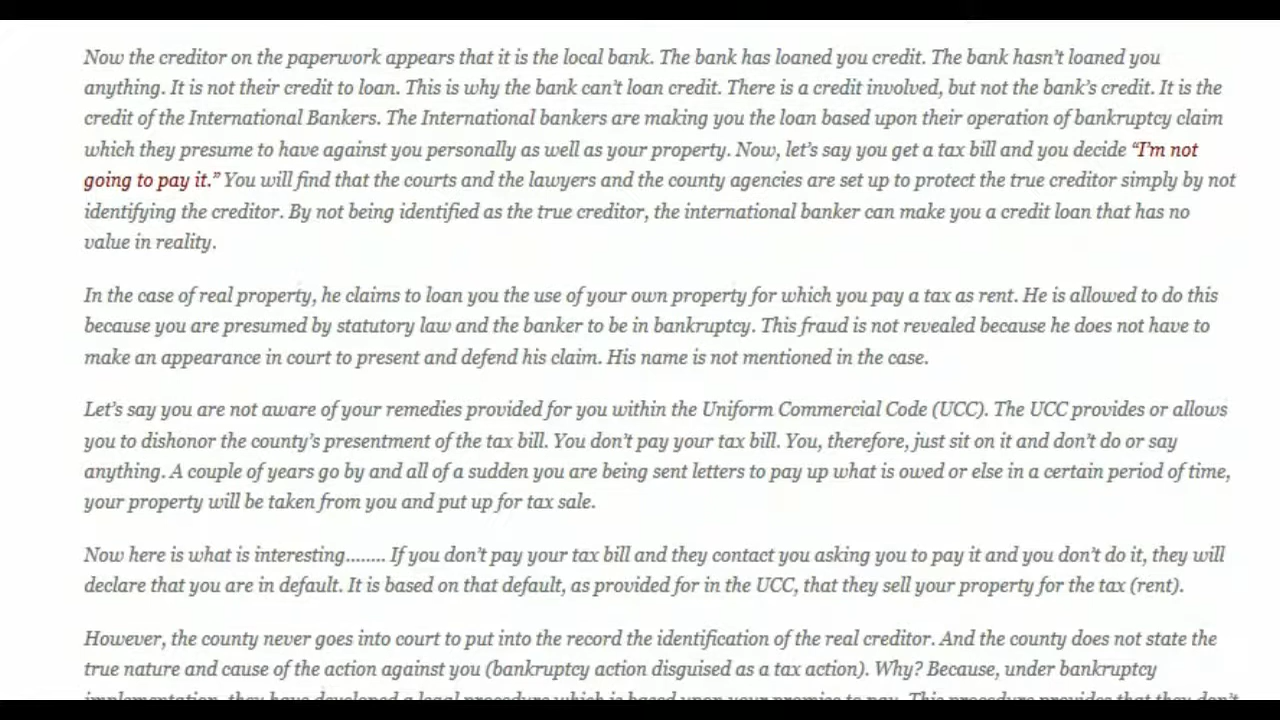 Now the creditor on the paperwork appears that it is the local bank. The bank has loaned you credit. The bank hasn't loaned you
anything. It is not their credit to loan. This is why the bank can't loan credit. There is a credit involved, but not the bank's credit. It is the
credit of the International Bankers. The International bankers are making you the loan based upon their operation of bankruptcy claim
which they presume to have against you personally as well as your property. Now, let's say you get a tax bill and you decide “I'm not
going to pay it.” You will find that the courts and the lawyers and the county agencies are set up to protect the true creditor simply by not
identifying the creditor. By not being identified as the true creditor, the international banker can make you a credit loan that has no
value in reality.
In the case of real property, he claims to loan you the use of your own property for which you pay a tax as rent. He is allowed to do this
because you are presumed by statutory law and the banker to be in bankruptcy. This fraud is not revealed because he does not have to
make an appearance in court to present and defend his claim. His name is not mentioned in the case.
Let's say you are not aware of your remedies provided for you within the Uniform Commercial Code (UCC). The UCC provides or allows
you to dishonor the county's presentment of the tax bill. You don't pay your tax bill. You, therefore, just sit on it and don't do or say
anything. A couple of years go by and all of a sudden you are being sent letters to pay up what is owed or else in a certain period of time,
your property will be taken from you and put up for tax sale.
Now here is what is interesting........ If you don't pay your tax bill and they contact you asking you to pay it and you don't do it, they will
declare that you are in default. It is based on that default, as provided for in the UCC, that they sell your property for the tax (rent).
However, the county never goes into court to put into the record the identification of the real creditor. And the county does not state the
true nature and cause of the action against you (bankruptcy action disguised as a tax action). Why? Because, under bankruptcy
implementation, they have developed a legal procedure which is based upon your promise to pay. This procedure provides that they don't